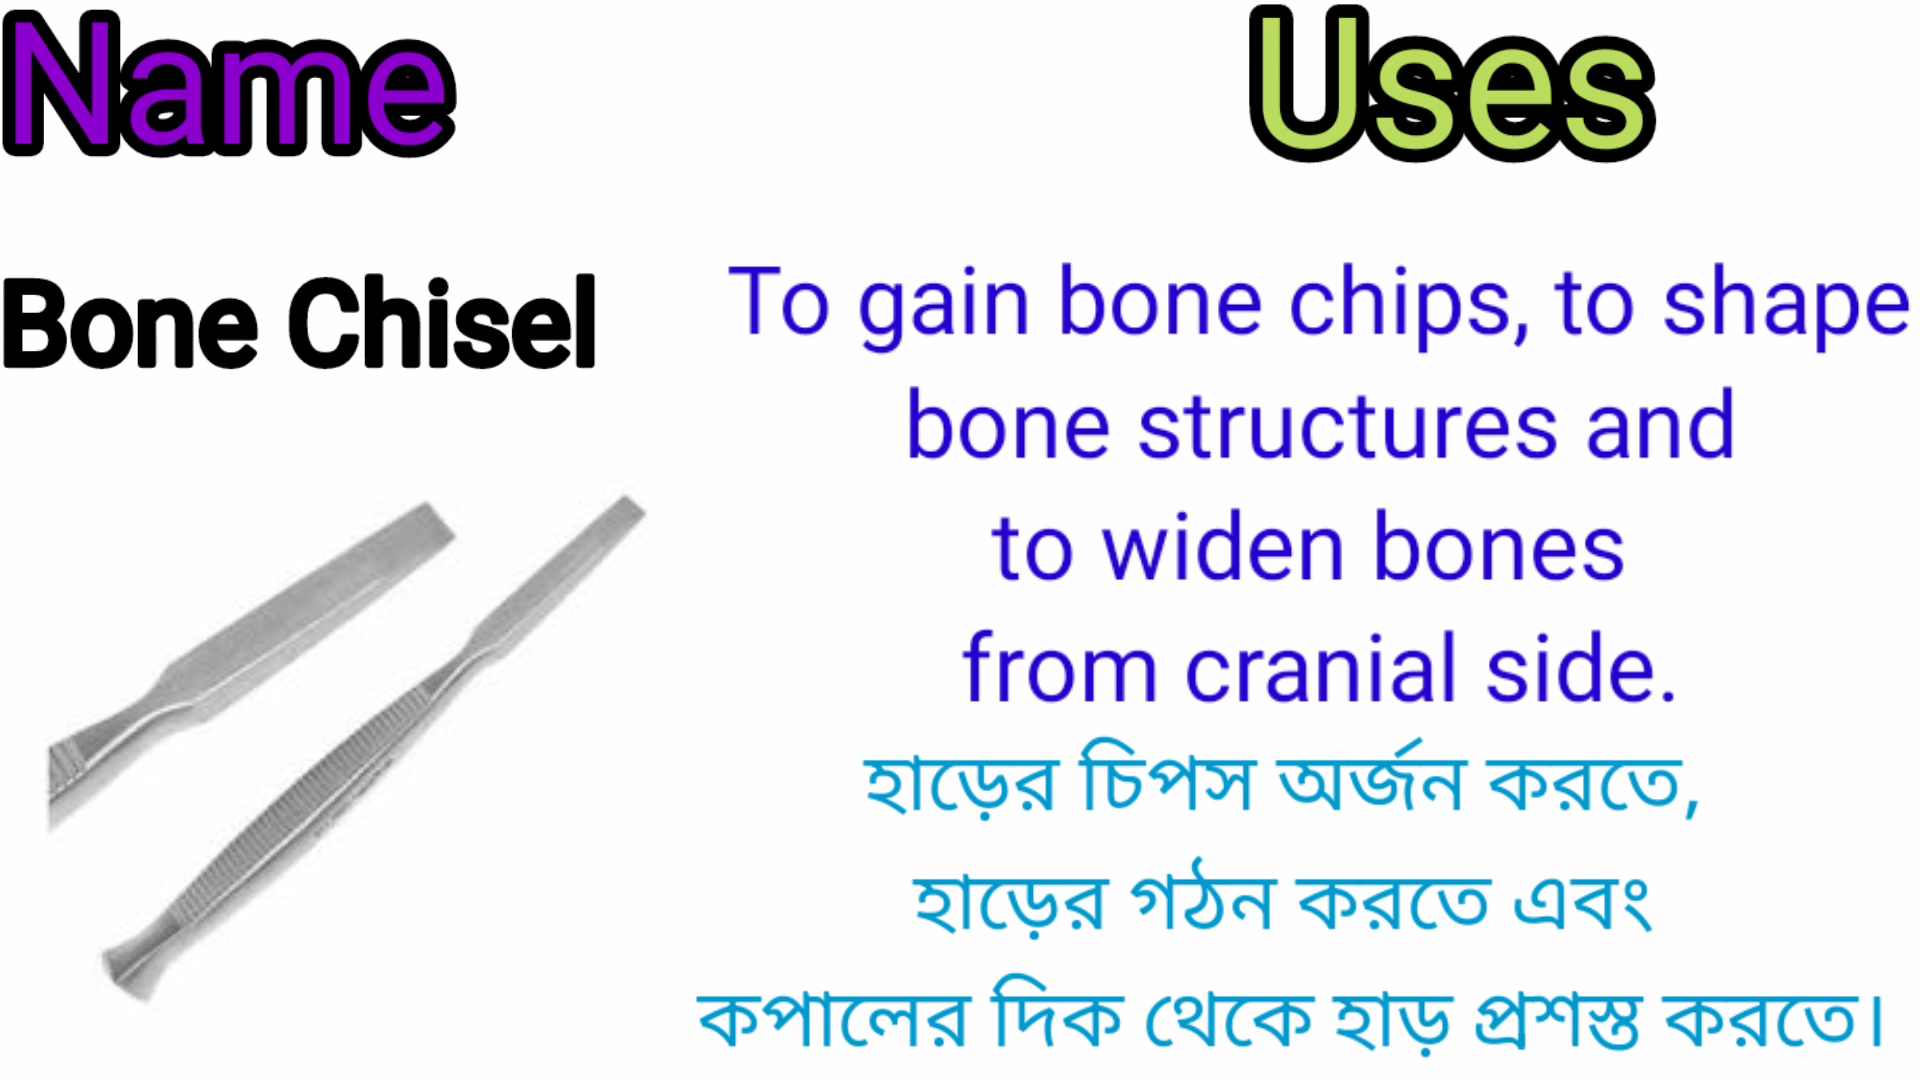 Name
Uses
Bone Chisel
To gain bone chips, to shape
bone structures and
to widen bones
from cranial side.
হাড়ের চিপস অর্জন করতে,
হাড়ের গঠন করতে এবং
কপালের দিক থেকে হাড় প্রশস্ত করতে।